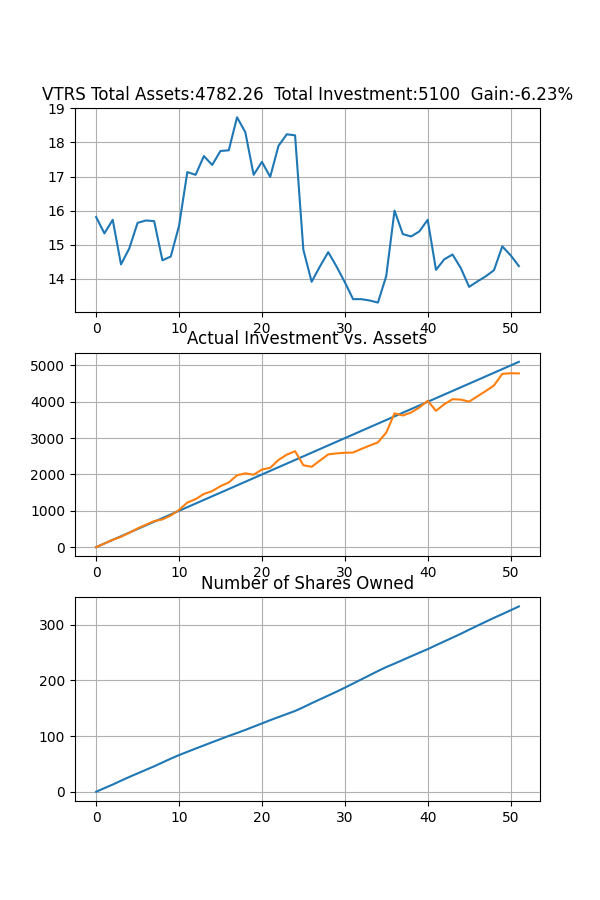 VTRS Total Assets:4782.26  Total Investment:5100  Gain:-6.23%
19
18
17
16
15
14
0 10 20 30 40 50
Actual Investment vs. Assets
5000
4000
3000
2000
1000
0
0 10 20 30 40 50
Number of Shares Owned
300
200
100
0
0 10 20 30 40 50